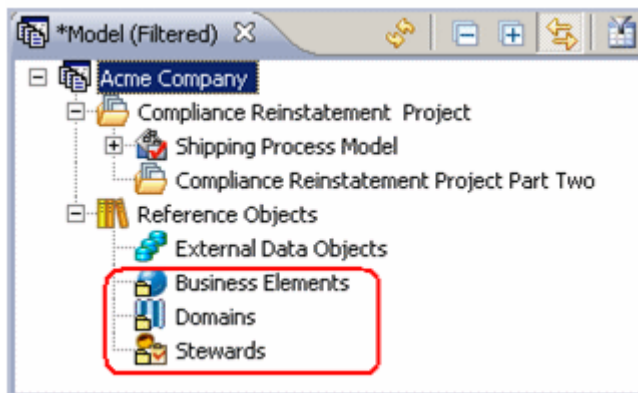 *Model (Filtered)
Acme Company
Compliance Reinstatement Project
Shipping Process Model
Compliance Reinstatement Project Part Two
Reference Objects
External Data Objects
Business Elements
Domains
Stewards